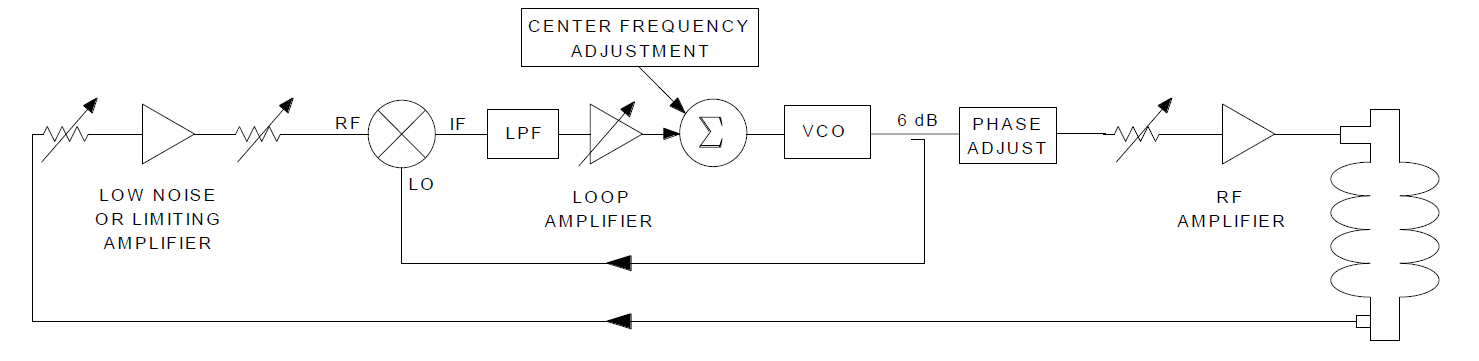 CENTER FREQUENCY
ADJUSTMENT
RF
IF
LPF
Σ
VCO
6 dB
PHASE
ADJUST
LO
LOW NOISE
OR LIMITING
AMPLIFIER
LOOP
AMPLIFIER
RF
AMPLIFIER